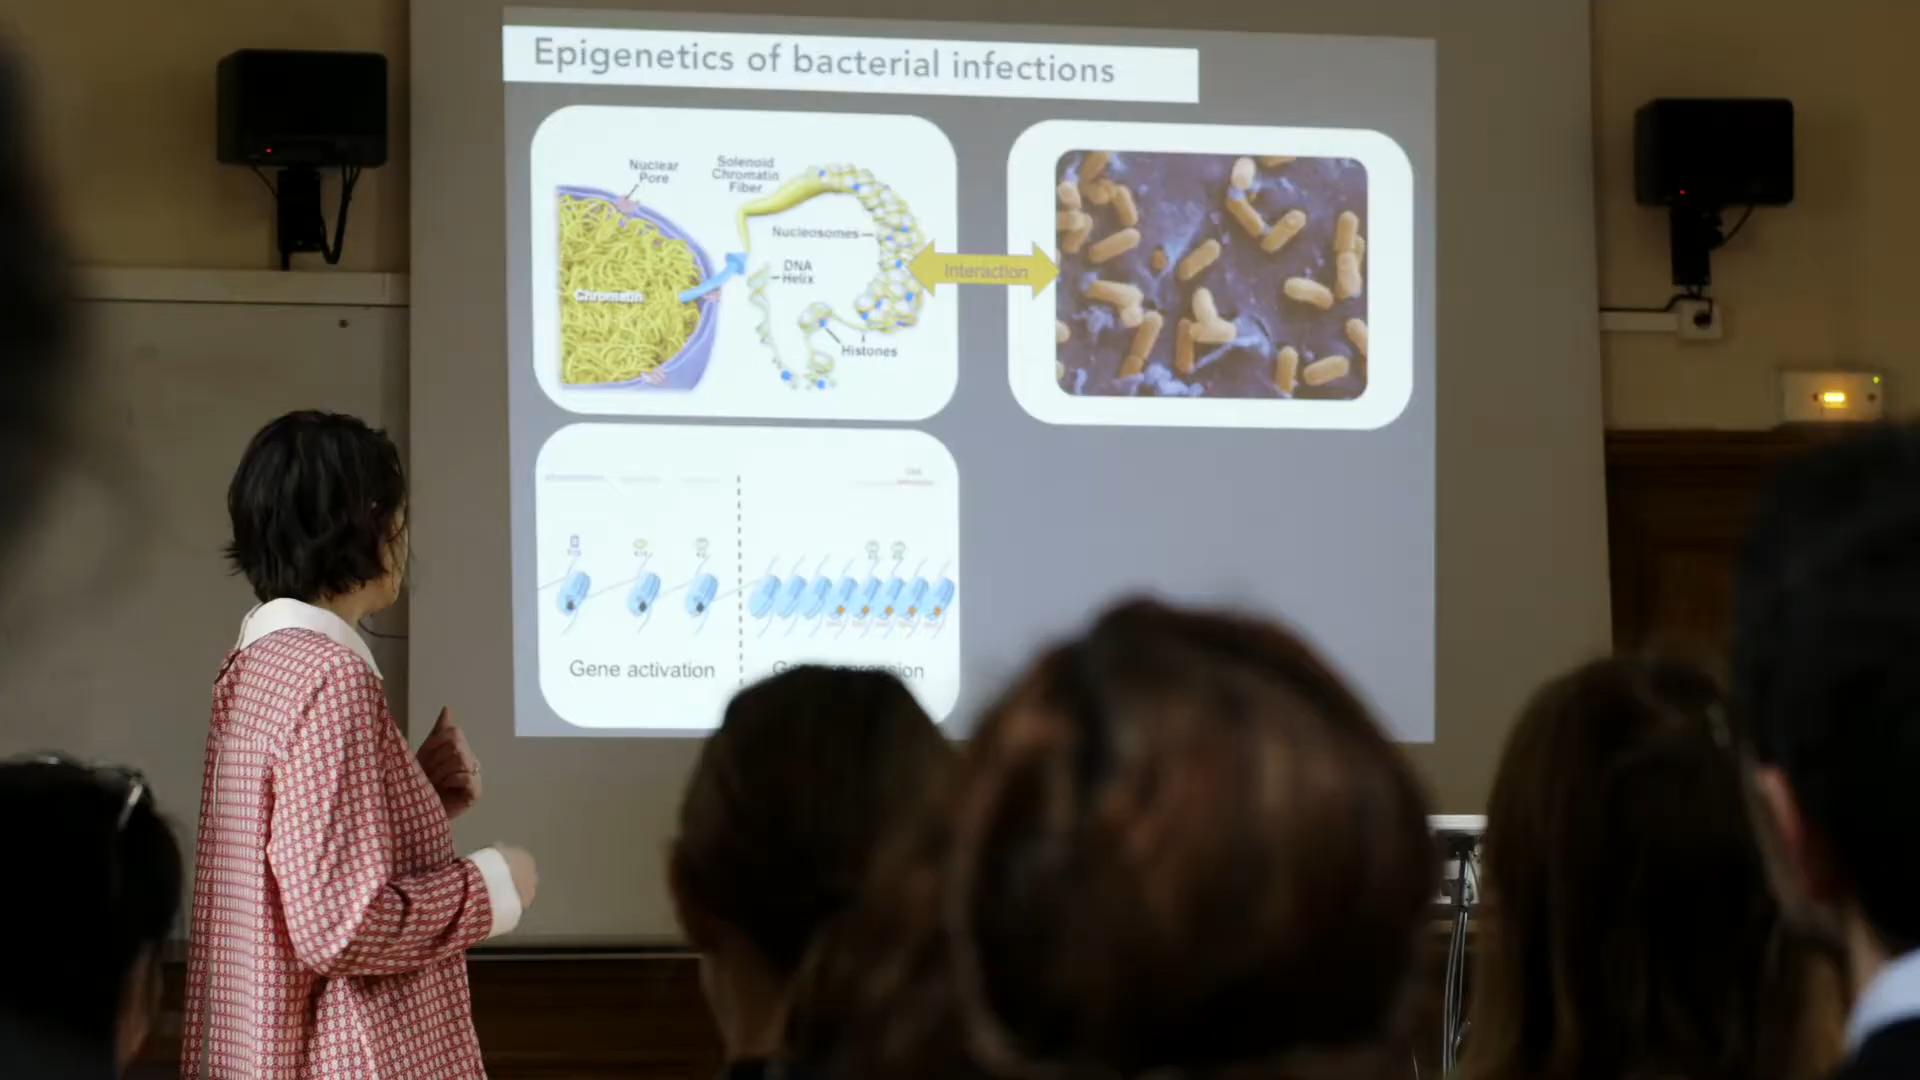 Epigenetics of bacterial infections
Nuclear
Pore
Solenoid
Chromatin
Fiber
Nucleosomes
DNA
Helix
Chromatin
Histones
Interaction
Gene activation